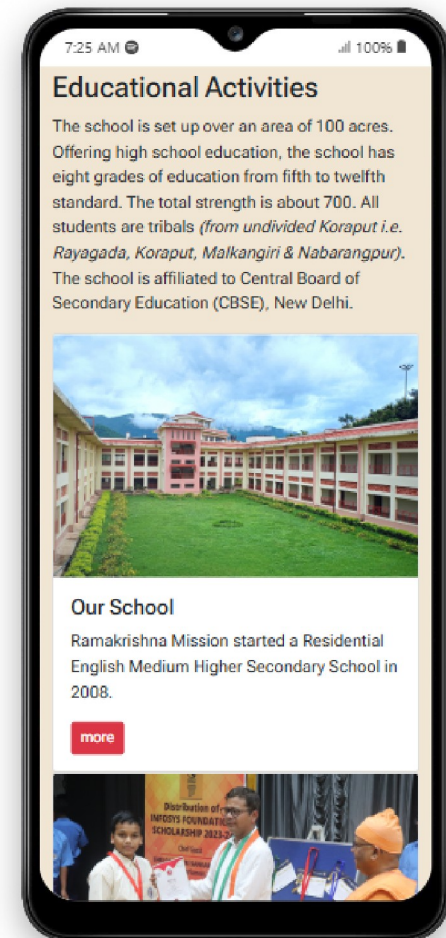 7:25 AM
100%
Educational Activities
The school is set up over an area of 100 acres.
Offering high school education, the school has
eight grades of education from fifth to twelfth
standard. The total strength is about 700. All
students are tribals (from undivided Koraput i.e.
Rayagada, Koraput, Malkangiri & Nabarangpur).
The school is affiliated to Central Board of
Secondary Education (CBSE), New Delhi.
Our School
Ramakrishna Mission started a Residential
English Medium Higher Secondary School in
2008.
more
Distribution of
INFOSYS FOUNDATION
SCHOLARSHIP 2023-2
Chief Guest